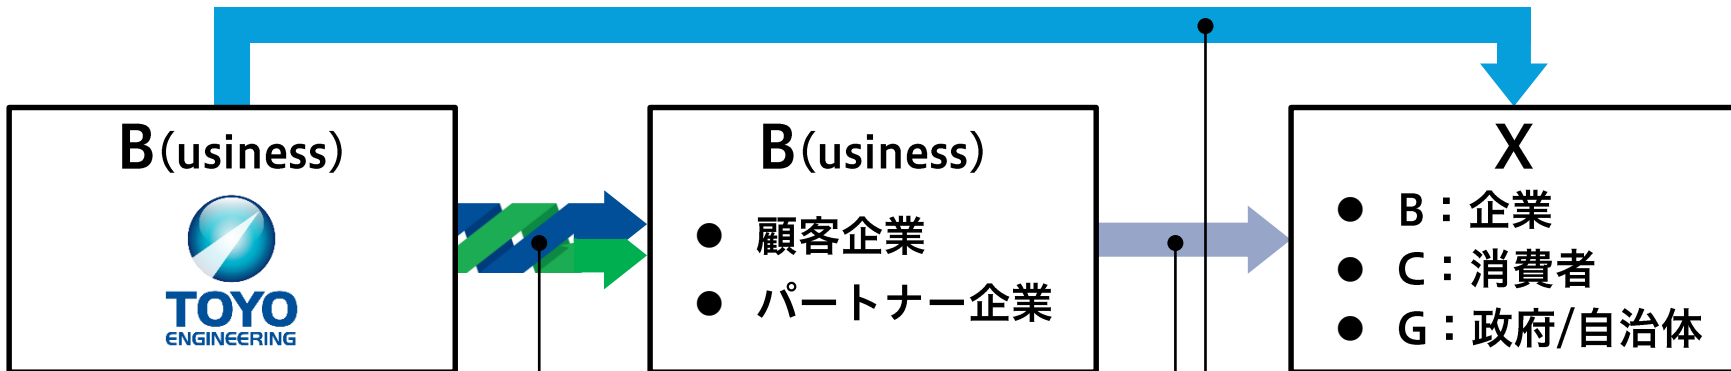 B(usiness)
TOYO
ENGINEERING
B(usiness)
● 顧客企業
● パートナー企業
X
● B：企業
● C：消費者
● G：政府/自治体